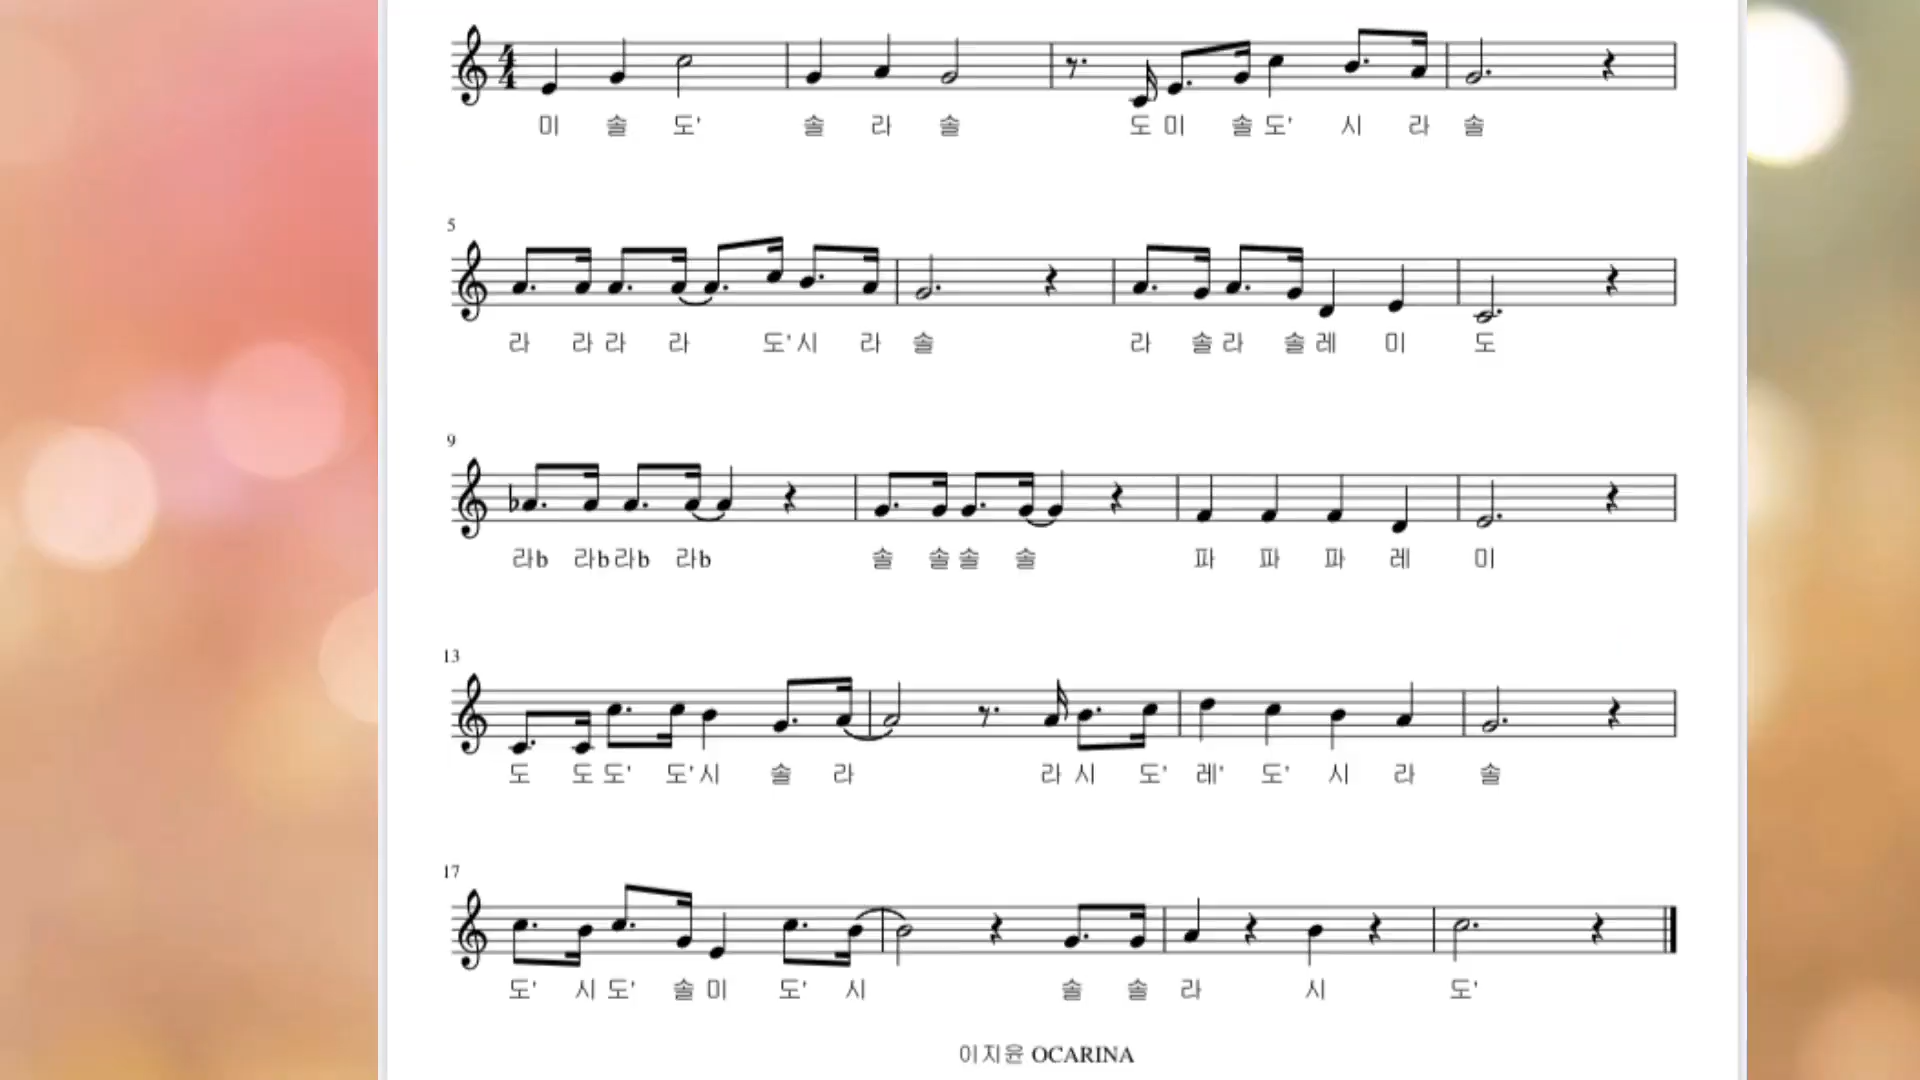 4/4
미 솔 도' 솔 라 솔 도 미 솔 도' 시 라 솔
5
라 라 라 라 도' 시 라 솔 라 솔 라 솔 레 미 도
9
라b 라b 라b 라b 솔 솔 솔 솔 파 파 파 레 미
13
도 도 도' 도' 시 솔 라 라 시 도' 레' 도' 시 라 솔
17
도' 시 도' 솔 미 도' 시 솔 솔 라 시 도'
이지윤 OCARINA